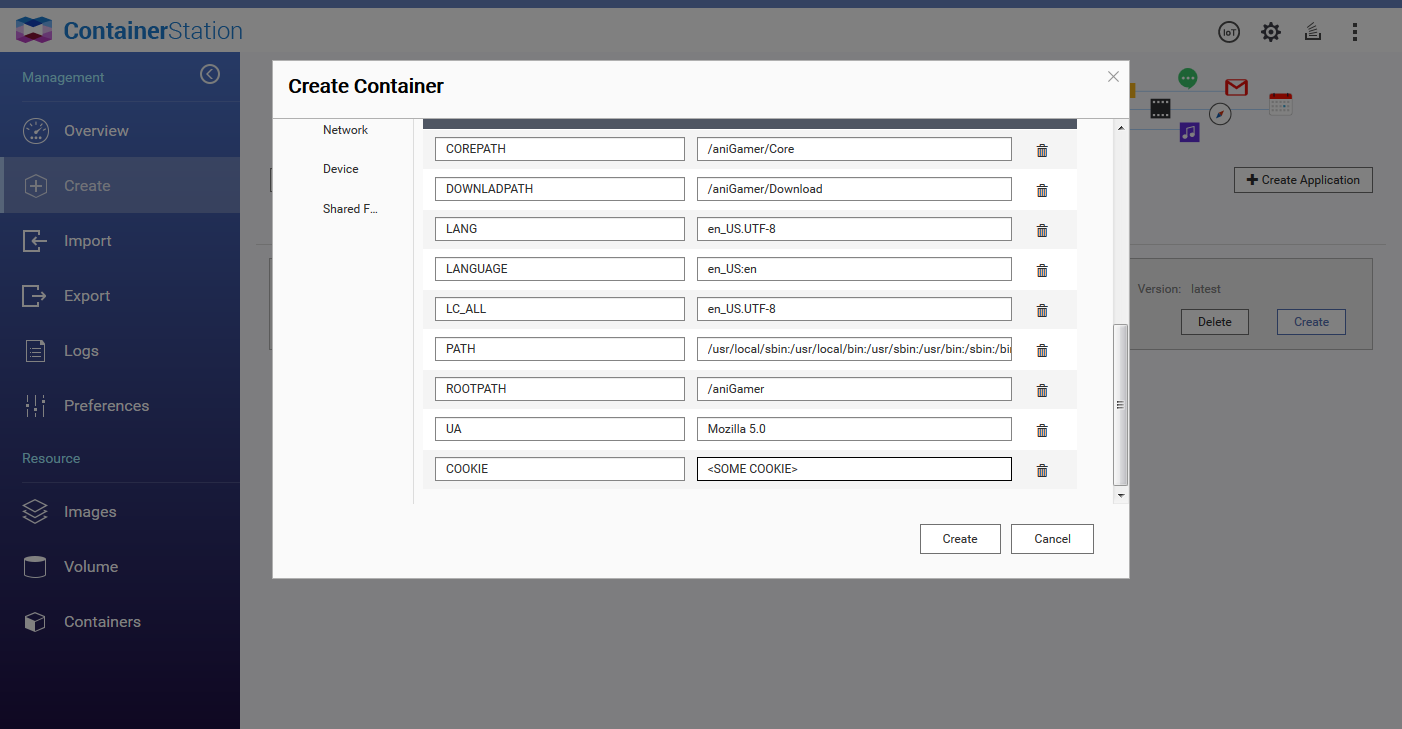 ContainerStation
IoT
Management
Overview
Create
Import
Export
Logs
Preferences
Resource
Images
Volume
Containers
Create Container
Network
Device
Shared F...
COREPATH /aniGamer/Core
DOWNLADPATH /aniGamer/Download
LANG en_US.UTF-8
LANGUAGE en_US:en
LC_ALL en_US.UTF-8
PATH /usr/local/sbin:/usr/local/bin:/usr/sbin:/usr/bin:/sbin:/bin
ROOTPATH /aniGamer
UA Mozilla 5.0
COOKIE <SOME COOKIE>
Create Cancel
Create Application
Version: latest
Delete Create